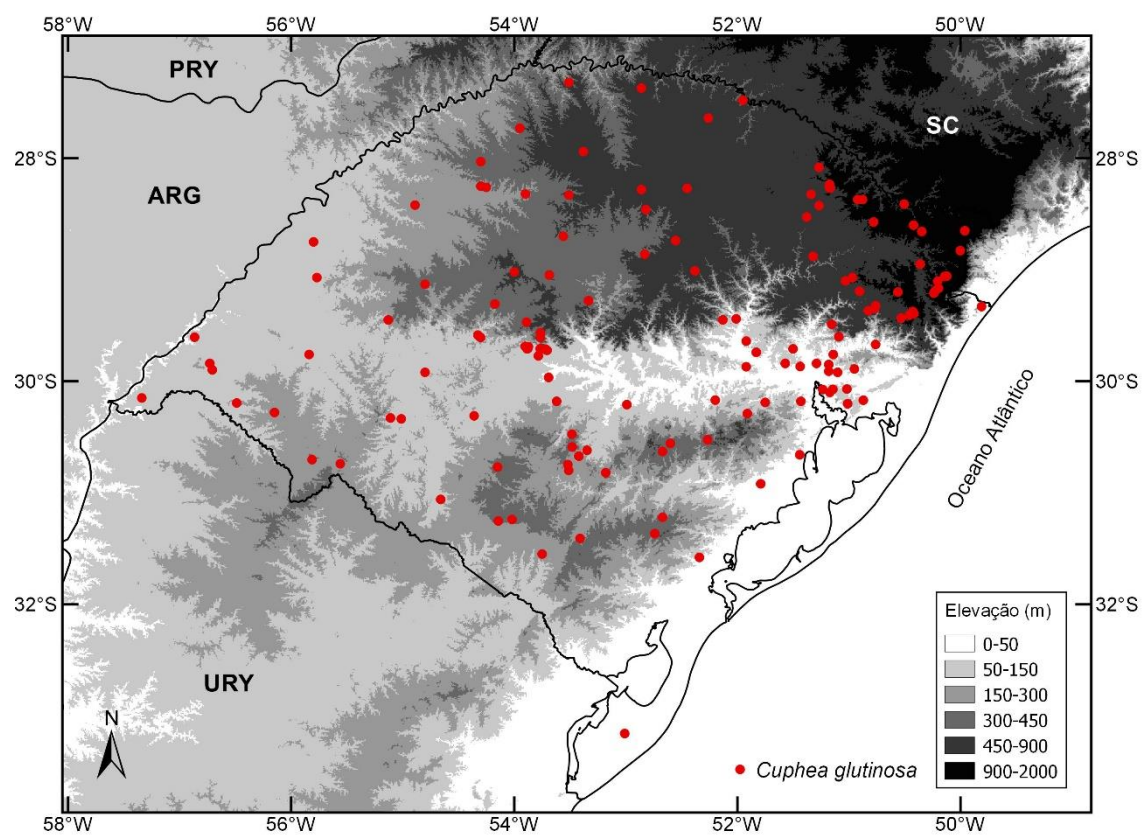 58°W 56°W 54°W 52°W 50°W
PRY
SC
28°S 28°S
ARG
30°S 30°S
Oceano Atlântico
32°S 32°S
URY
N
Cuphea glutinosa
Elevação (m)
0-50
50-150
150-300
300-450
450-900
900-2000
58°W 56°W 54°W 52°W 50°W